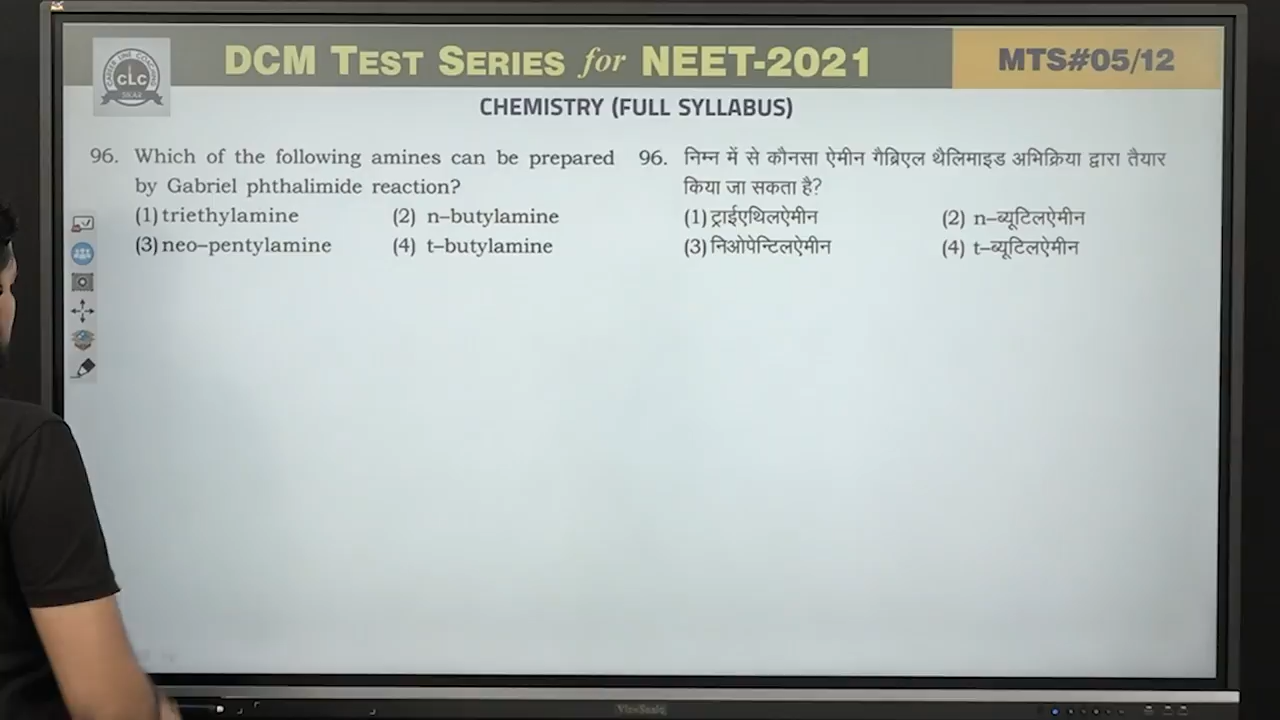 DCM TEST SERIES for NEET-2021
MTS#05/12
CLC
CHEMISTRY (FULL SYLLABUS)
96. Which of the following amines can be prepared
by Gabriel phthalimide reaction?
(1) triethylamine (2) n–butylamine
(3) neo–pentylamine (4) t–butylamine
96. निम्न में से कौनसा ऐमीन गैब्रिएल थैलिमाइड अभिक्रिया द्वारा तैयार
किया जा सकता है?
(1) ट्राईएथिलऐमीन (2) n–ब्यूटिलऐमीन
(3) निओपेन्टिलऐमीन (4) t–ब्यूटिलऐमीन
ViewSonic